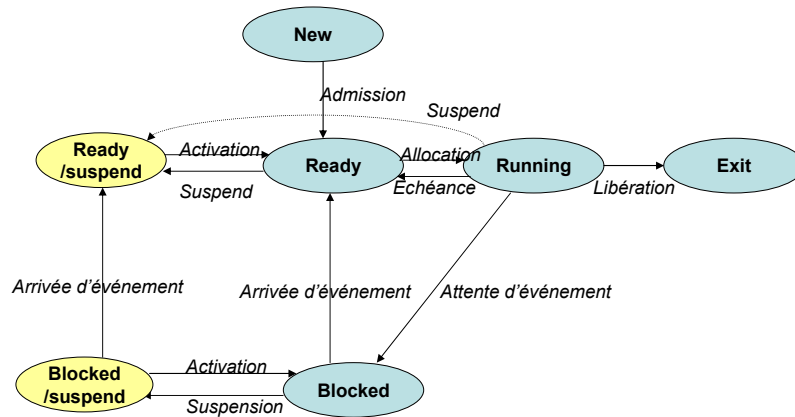 New
Admission
Suspend
Ready
/suspend
Activation
Suspend
Ready
Allocation
Echéance
Running
Libération
Exit
Arrivée d'événement
Arrivée d'événement
Attente d'événement
Blocked
/suspend
Activation
Suspension
Blocked